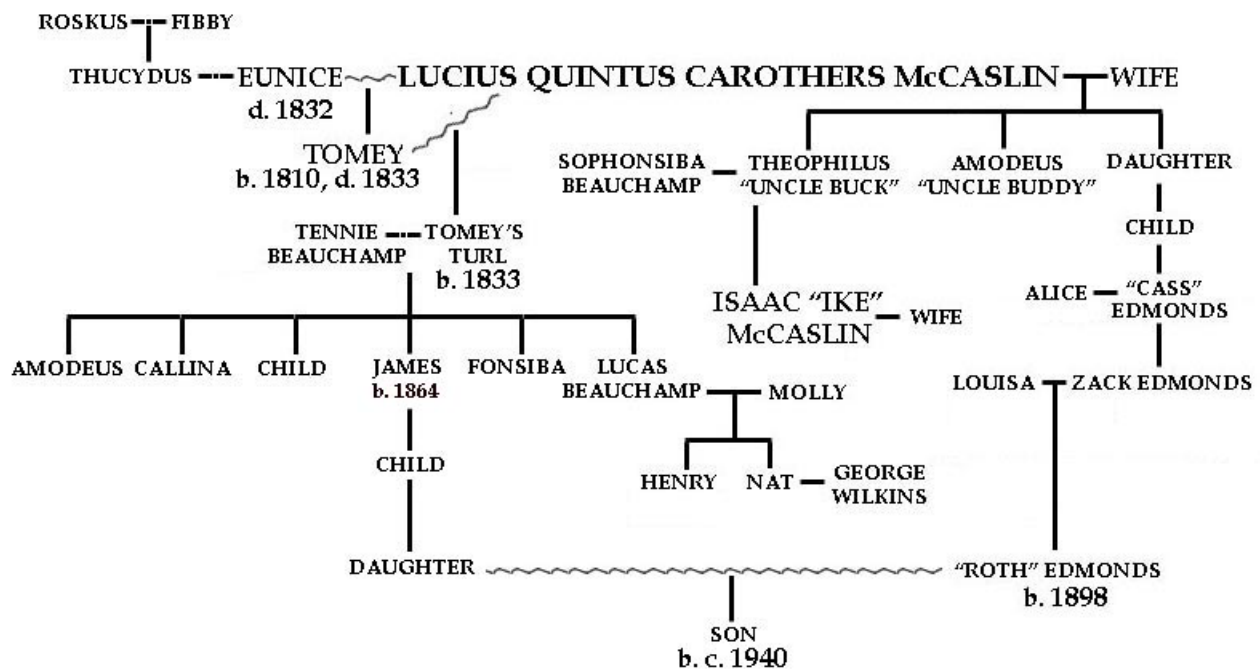 ROSKUS FIBBY
THUCYDUS EUNICE LUCIUS QUINTUS CAROTHERS McCASLIN WIFE
d. 1832
TOMEY
b. 1810, d. 1833
SOPHONSIBA
BEAUCHAMP
THEOPHILUS
"UNCLE BUCK"
AMODEUS
"UNCLE BUDDY"
DAUGHTER
CHILD
TENNIE
BEAUCHAMP
TOMEY'S
TURL
b. 1833
ISAAC "IKE"
McCASLIN
WIFE
ALICE
"CASS"
EDMONDS
AMODEUS CALLINA CHILD JAMES FONSIBA LUCAS
b. 1864
BEAUCHAMP MOLLY
LOUISA ZACK EDMONDS
CHILD
HENRY NAT GEORGE
WILKINS
DAUGHTER "ROTH" EDMONDS
b. 1898
SON
b. c. 1940